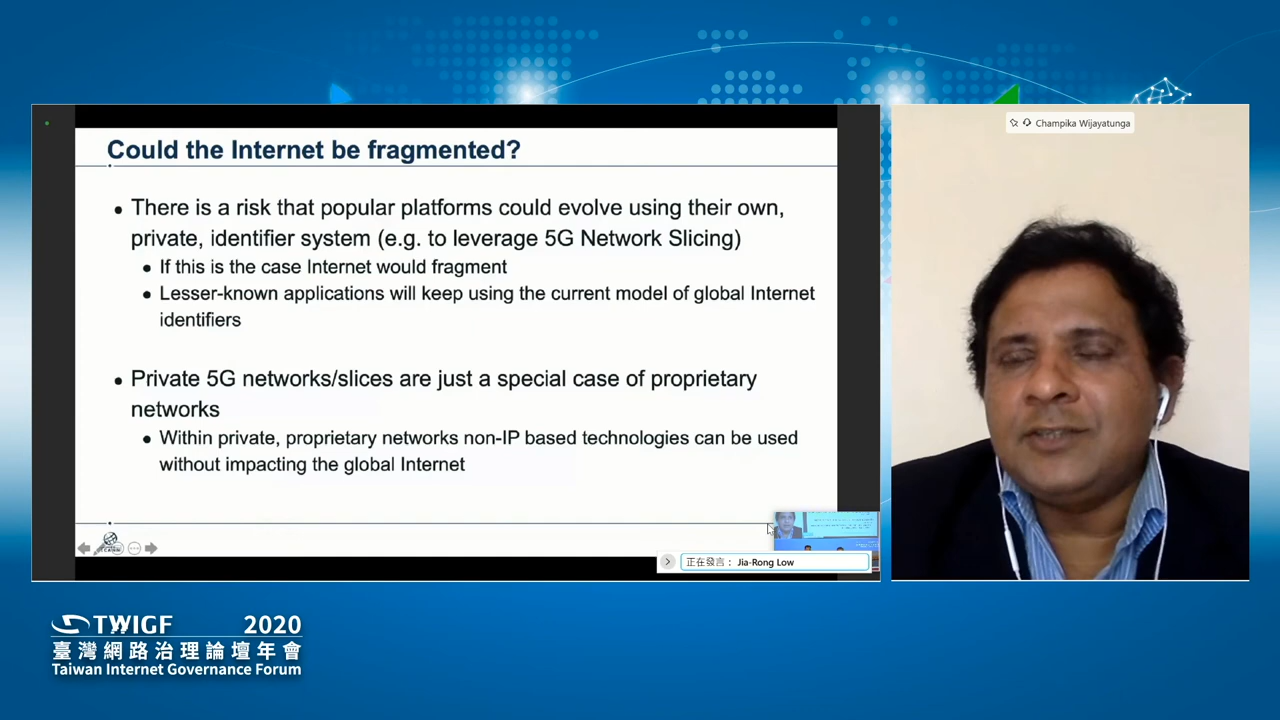 Could the Internet be fragmented?
There is a risk that popular platforms could evolve using their own,
private, identifier system (e.g. to leverage 5G Network Slicing)
If this is the case Internet would fragment
Lesser-known applications will keep using the current model of global Internet
identifiers
Private 5G networks/slices are just a special case of proprietary
networks
Within private, proprietary networks non-IP based technologies can be used
without impacting the global Internet
正在發言： Jia-Rong Low
Champika Wijayatunga
TWIGF 2020
臺灣網路治理論壇年會
Taiwan Internet Governance Forum